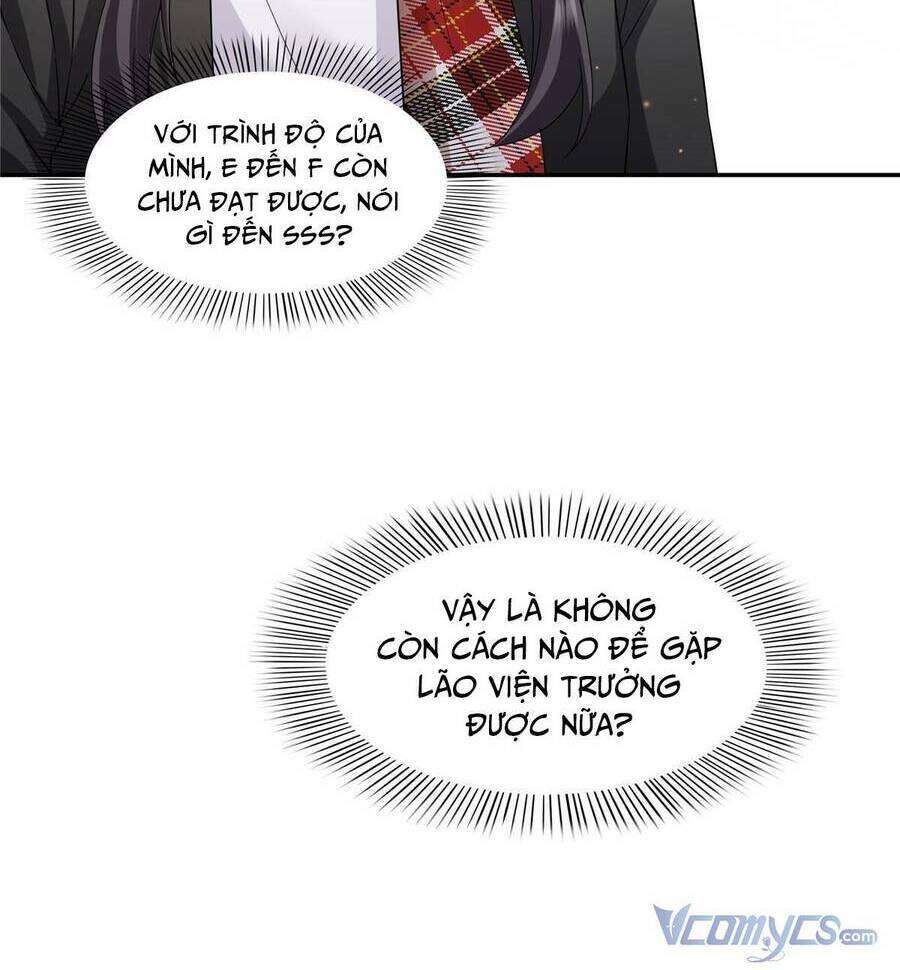 VỚI TRÌNH ĐỘ CỦA
MÌNH, E ĐẾN F CÒN
CHƯA ĐẠT ĐƯỢC, NÓI
GÌ ĐẾN SSS?
VẬY LÀ KHÔNG
CÒN CÁCH NÀO ĐỂ GẶP
LÃO VIỆN TRƯỞNG
ĐƯỢC NỮA?
VCOMYCS.com